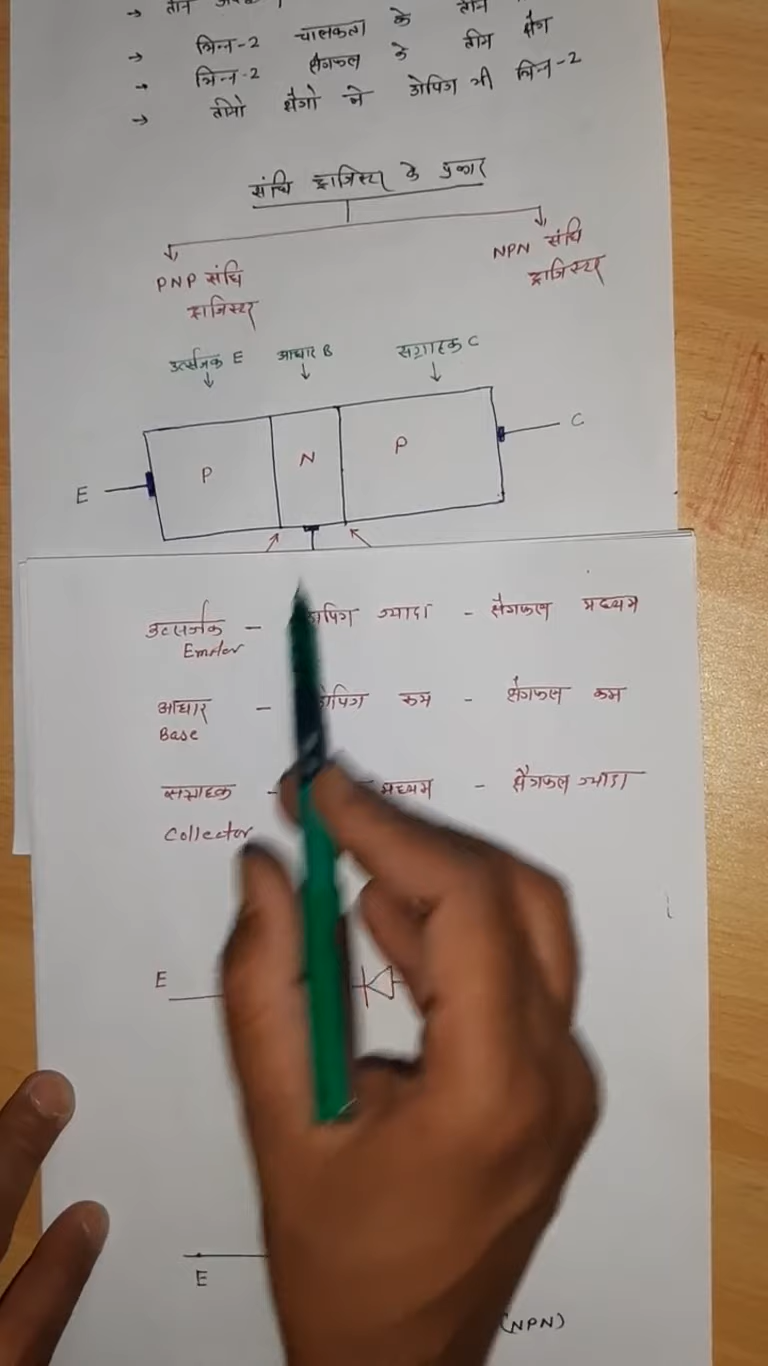 → तीन
→ भिन्न-2 चालकता के तीन
→ भिन्न-2 क्षेत्रफल के तीन क्षेत्र
→ तीनो क्षेत्रो में डोपिंग भी भिन्न-2
संधि ट्रांजिस्टर के प्रकार
PNP संधि ट्रांजिस्टर
NPN संधि ट्रांजिस्टर
उत्सर्जक E आधार B संग्राहक C
E P N P C
उत्सर्जक - डोपिंग ज्यादा - क्षेत्रफल मध्यम
आधार - डोपिंग कम - क्षेत्रफल कम
Base
संग्राहक - मध्यम - क्षेत्रफल ज्यादा
Collector
E
E
(NPN)